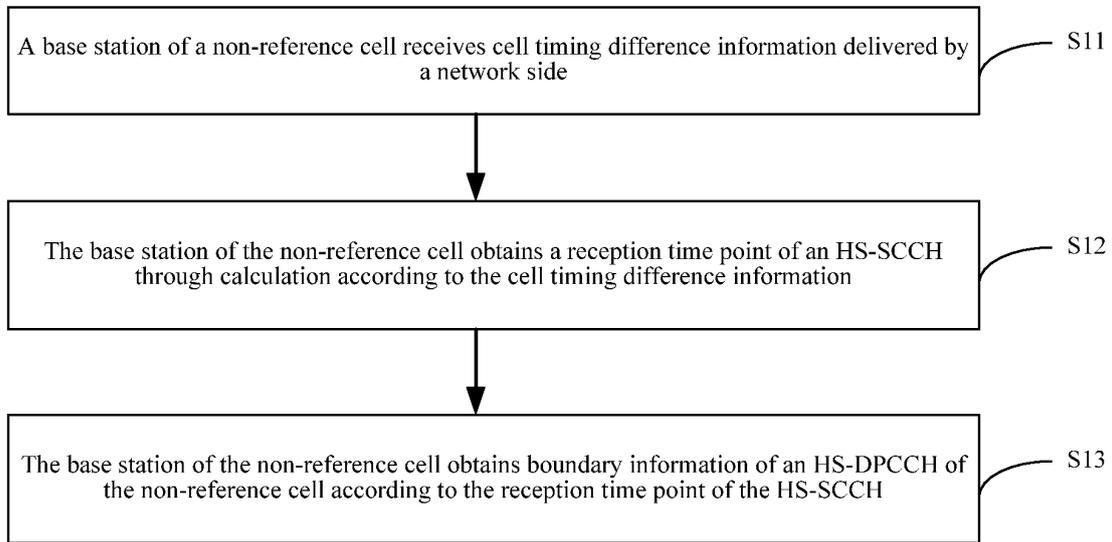 A base station of a non-reference cell receives cell timing difference information delivered by
a network side
S11
The base station of the non-reference cell obtains a reception time point of an HS-SCCH
through calculation according to the cell timing difference information
S12
The base station of the non-reference cell obtains boundary information of an HS-DPCCH of
the non-reference cell according to the reception time point of the HS-SCCH
S13